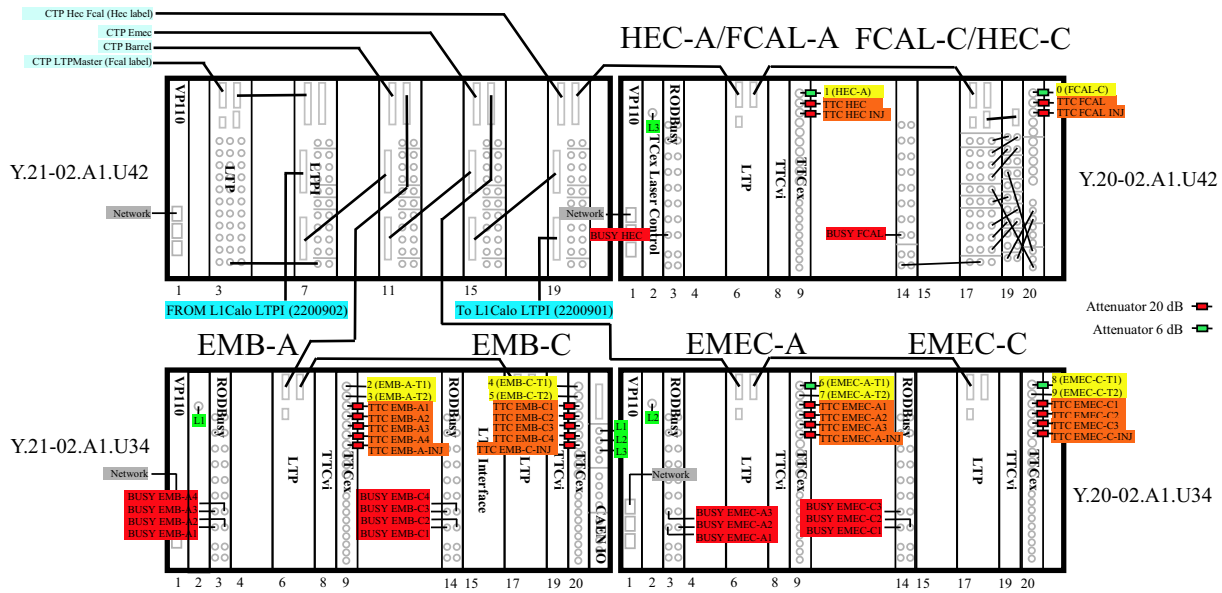 CTP Hec Fcal (Hec label)
CTP Emec
CTP Barrel
CTP LTPMaster (Fcal label)
HEC-A/FCAL-A
FCAL-C/HEC-C
Y.21-02.A1.U42
VP110
LTP
LTPI
Network
1
3
7
11
15
19
FROM L1Calo LTPI (2200902)
To L1Calo LTPI (2200901)
VP110
L3
TTCex Laser Control
RODBusy
LTP
TTCvi
TTCex
1 (HEC-A)
TTC HEC
TTC HEC INJ
0 (FCAL-C)
TTC FCAL
TTC FCAL INJ
Network
BUSY HEC
BUSY FCAL
Y.20-02.A1.U42
1
2
3
6
8
9
14
15
17
19
20
Attenuator 20 dB
Attenuator 6 dB
EMB-A
EMB-C
EMEC-A
EMEC-C
Y.21-02.A1.U34
VP110
L1
RODBusy
LTP
TTCvi
TTCex
2 (EMB-A-T1)
3 (EMB-A-T2)
TTC EMB-A1
TTC EMB-A2
TTC EMB-A3
TTC EMB-A4
TTC EMB-A-INJ
RODBusy
LTP Interface
LTP
TTCvi
TTCex
4 (EMB-C-T1)
5 (EMB-C-T2)
TTC EMB-C1
TTC EMB-C2
TTC EMB-C3
TTC EMB-C4
TTC EMB-C-INJ
L1
L2
L3
CAEN IO
Network
BUSY EMB-A4
BUSY EMB-A3
BUSY EMB-A2
BUSY EMB-A1
BUSY EMB-C4
BUSY EMB-C3
BUSY EMB-C2
BUSY EMB-C1
1
2
3
4
6
8
9
14
15
17
20
VP110
L2
RODBusy
LTP
TTCvi
TTCex
6 (EMEC-A-T1)
7 (EMEC-A-T2)
TTC EMEC-A1
TTC EMEC-A2
TTC EMEC-A3
TTC EMEC-A-INJ
RODBusy
LTP
TTCvi
TTCex
8 (EMEC-C-T1)
9 (EMEC-C-T2)
TTC EMEC-C1
TTC EMEC-C2
TTC EMEC-C3
TTC EMEC-C-INJ
Network
BUSY EMEC-A3
BUSY EMEC-A2
BUSY EMEC-A1
BUSY EMEC-C3
BUSY EMEC-C2
BUSY EMEC-C1
Y.20-02.A1.U34
1
2
3
4
6
8
9
14
15
17
19
20